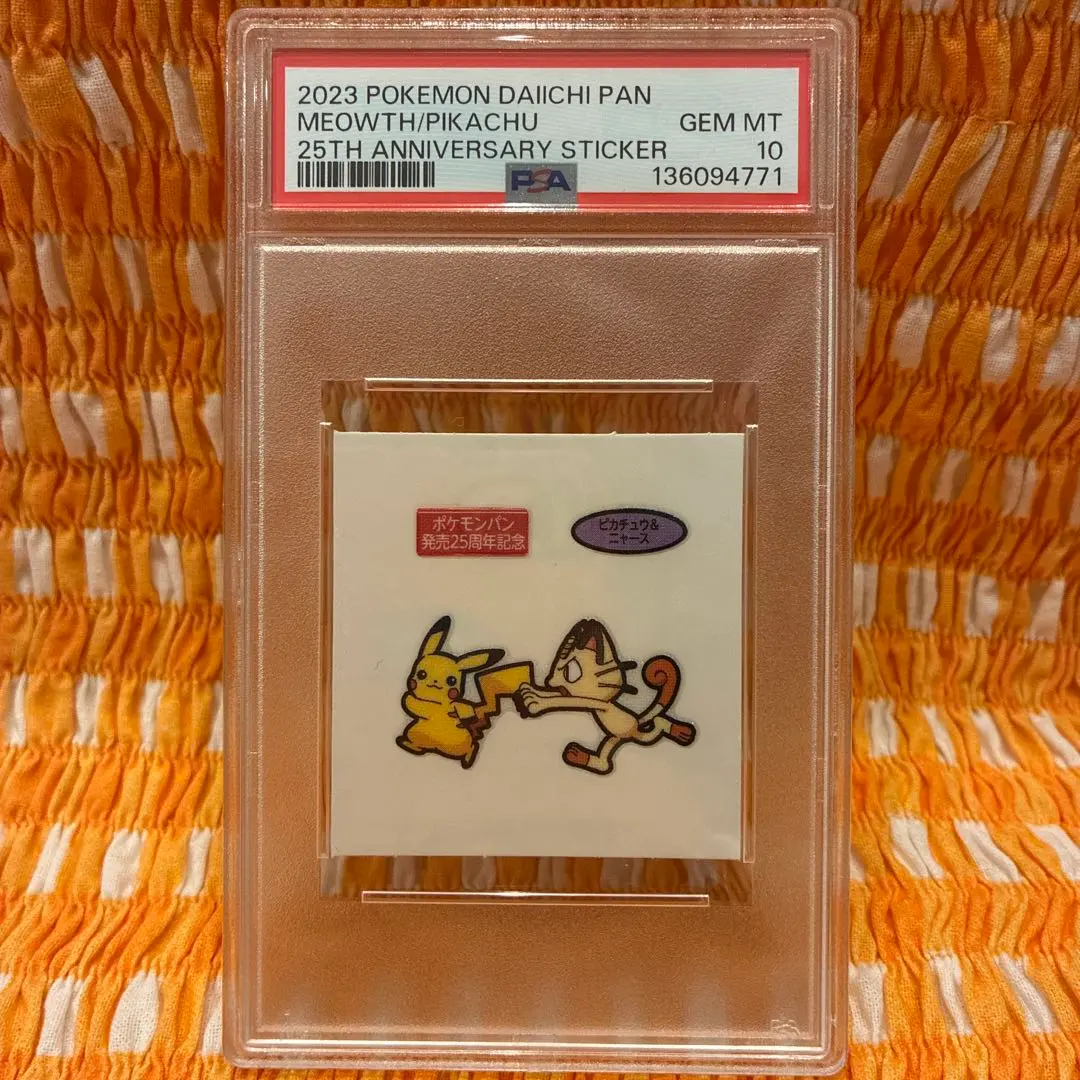 2023 POKEMON DAIICHI PAN
MEOWTH/PIKACHU GEM MT
25TH ANNIVERSARY STICKER 10
PSA 136094771
ポケモンパン
発売25周年記念
ピカチュウ&
ニャース